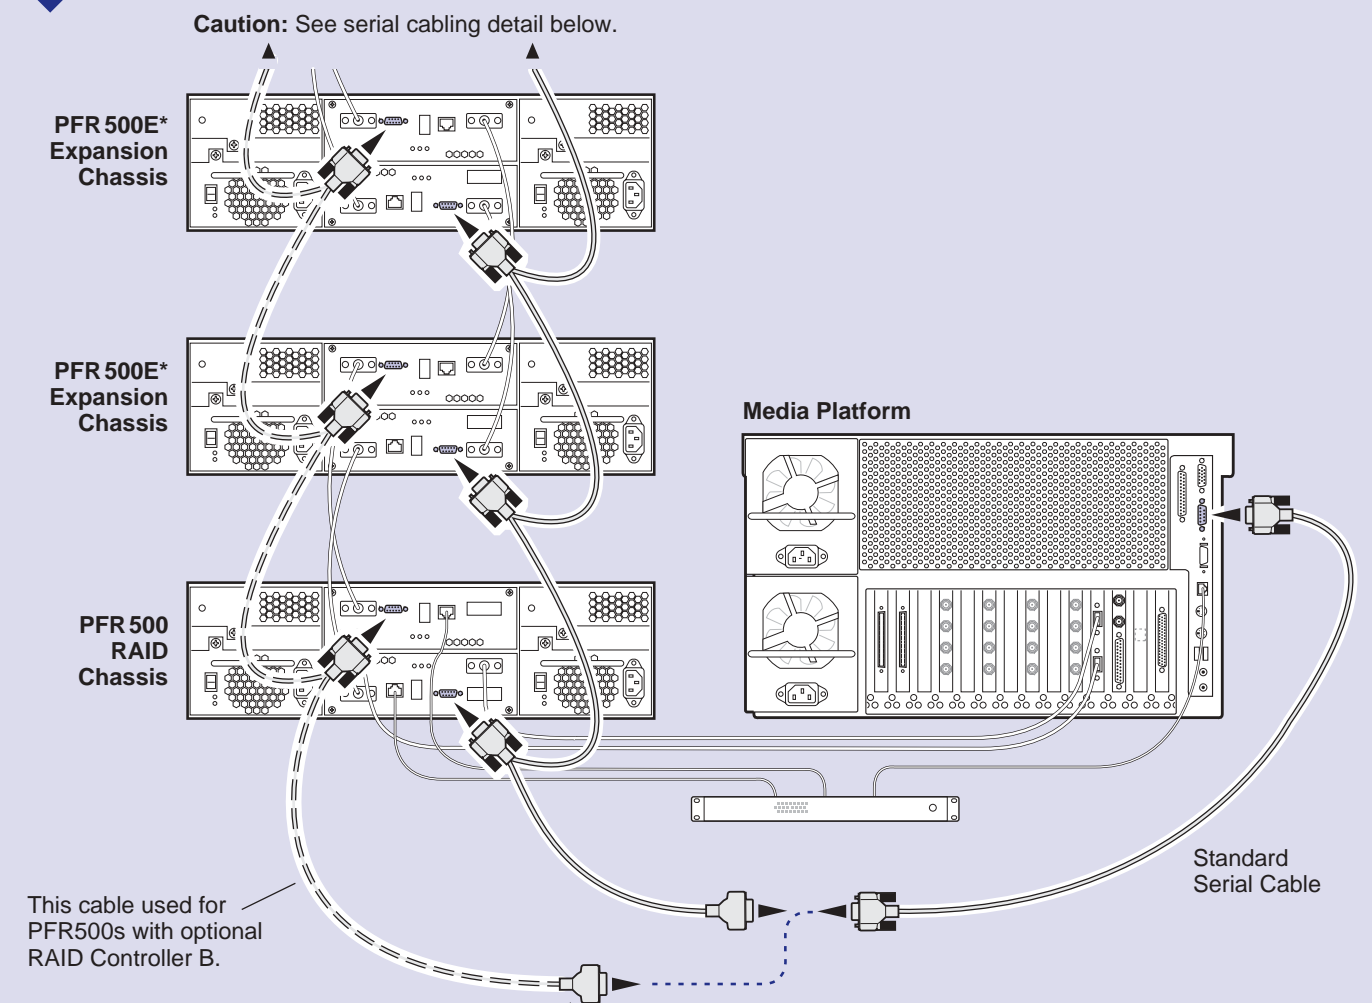 Caution: See serial cabling detail below.
PFR 500E*
Expansion
Chassis
PFR 500E*
Expansion
Chassis
Media Platform
PFR 500
RAID
Chassis
Standard
Serial Cable
This cable used for
PFR500s with optional
RAID Controller B.